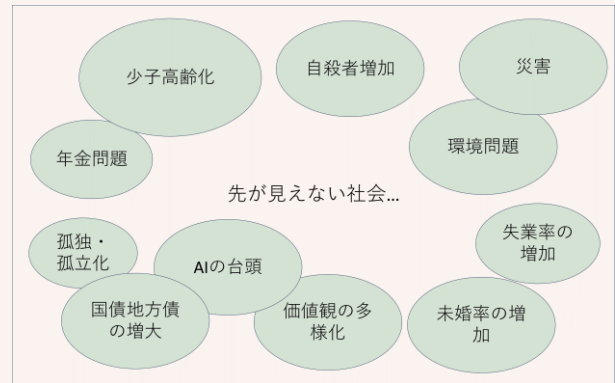 少子高齢化
自殺者増加
災害
年金問題
環境問題
先が見えない社会...
孤独・
孤立化
AIの台頭
失業率の
増加
国債地方債
の増大
価値観の多
様化
未婚率の増
加